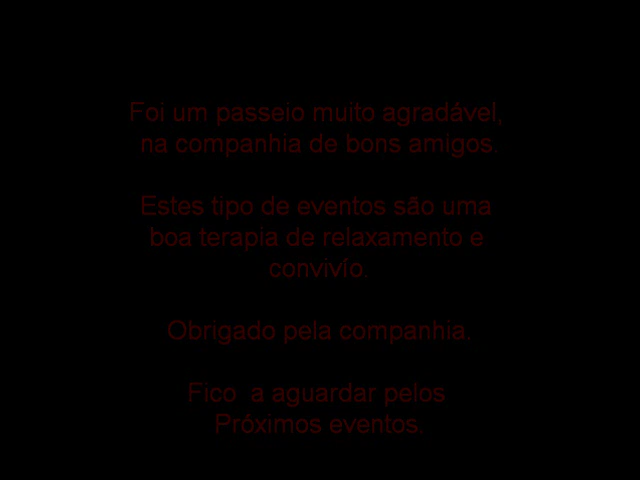 Foi um passeio muito agradável,
na companhia de bons amigos.
Estes tipo de eventos são uma
boa terapia de relaxamento e
convivío.
Obrigado pela companhia.
Fico  a aguardar pelos
Próximos eventos.